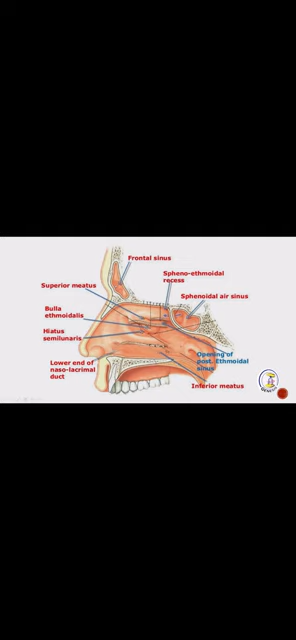 Frontal sinus
Spheno-ethmoidal
recess
Superior meatus
Sphenoidal air sinus
Bulla
ethmoidalis
Hiatus
semilunaris
Opening of
post. Ethmoidal
sinus
Lower end of
naso-lacrimal
duct
Inferior meatus